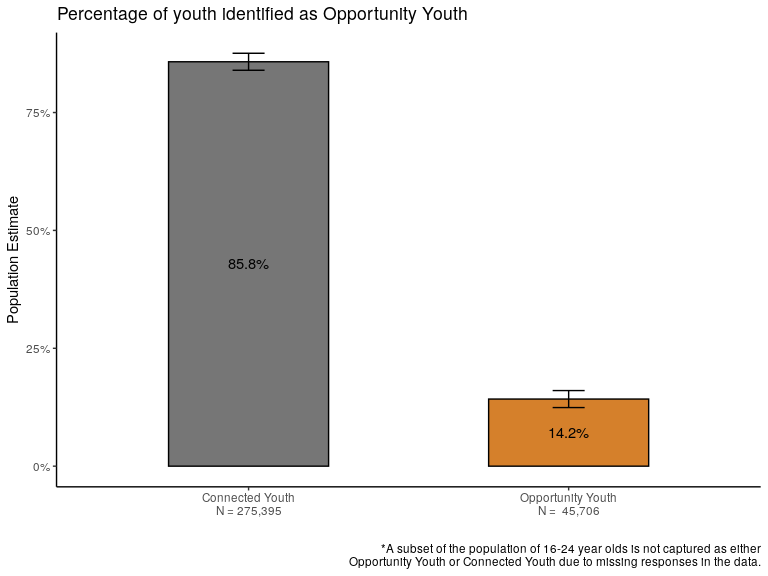 Percentage of youth identified as Opportunity Youth
Population Estimate
75%
50%
25%
0%
85.8%
14.2%
Connected Youth
N = 275,395
Opportunity Youth
N =  45,706
*A subset of the population of 16-24 year olds is not captured as either
Opportunity Youth or Connected Youth due to missing responses in the data.